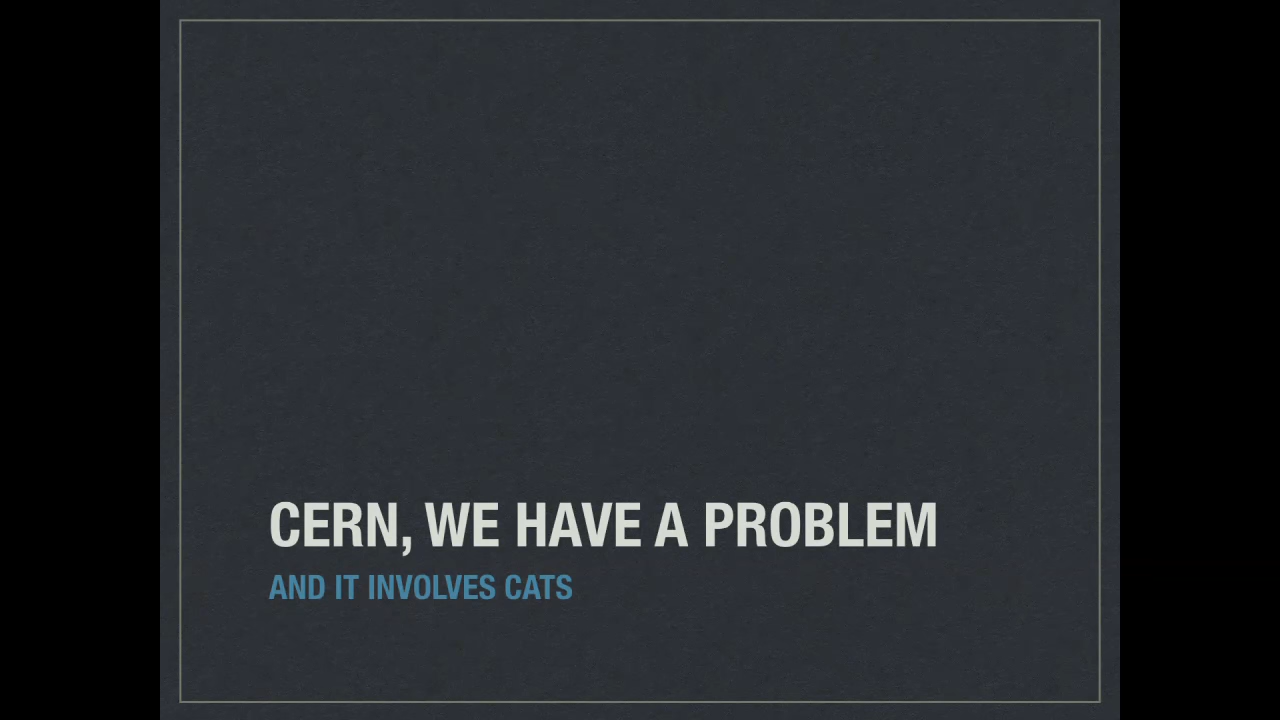 CERN, WE HAVE A PROBLEM
AND IT INVOLVES CATS